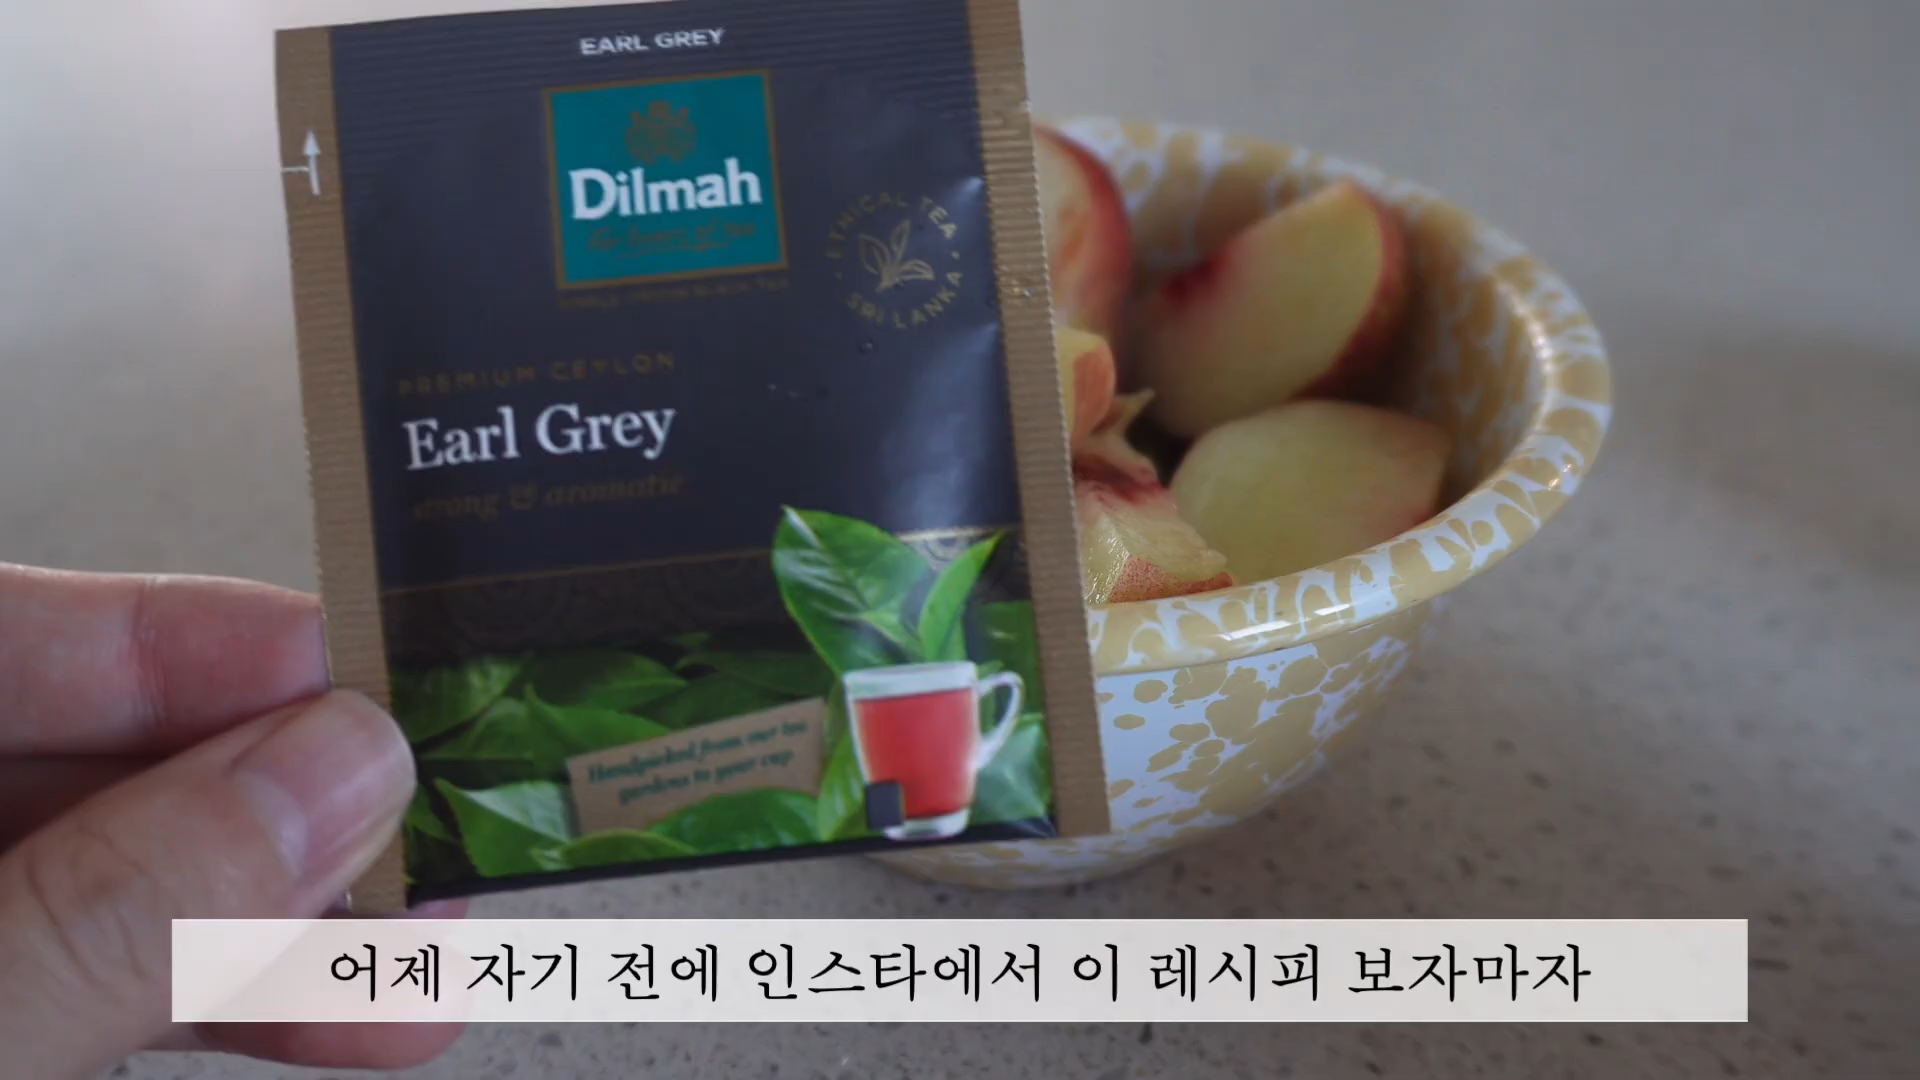 EARL GREY
Dilmah
ETHICAL TEA
SRI LANKA
PREMIUM CEYLON
Earl Grey
strong & aromatic
Handpicked from our tea
gardens to your cup
어제 자기 전에 인스타에서 이 레시피 보자마자